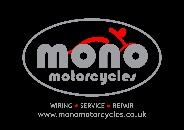 mono
motorcycles
WIRING • SERVICE • REPAIR
www.monomotorcycles.co.uk